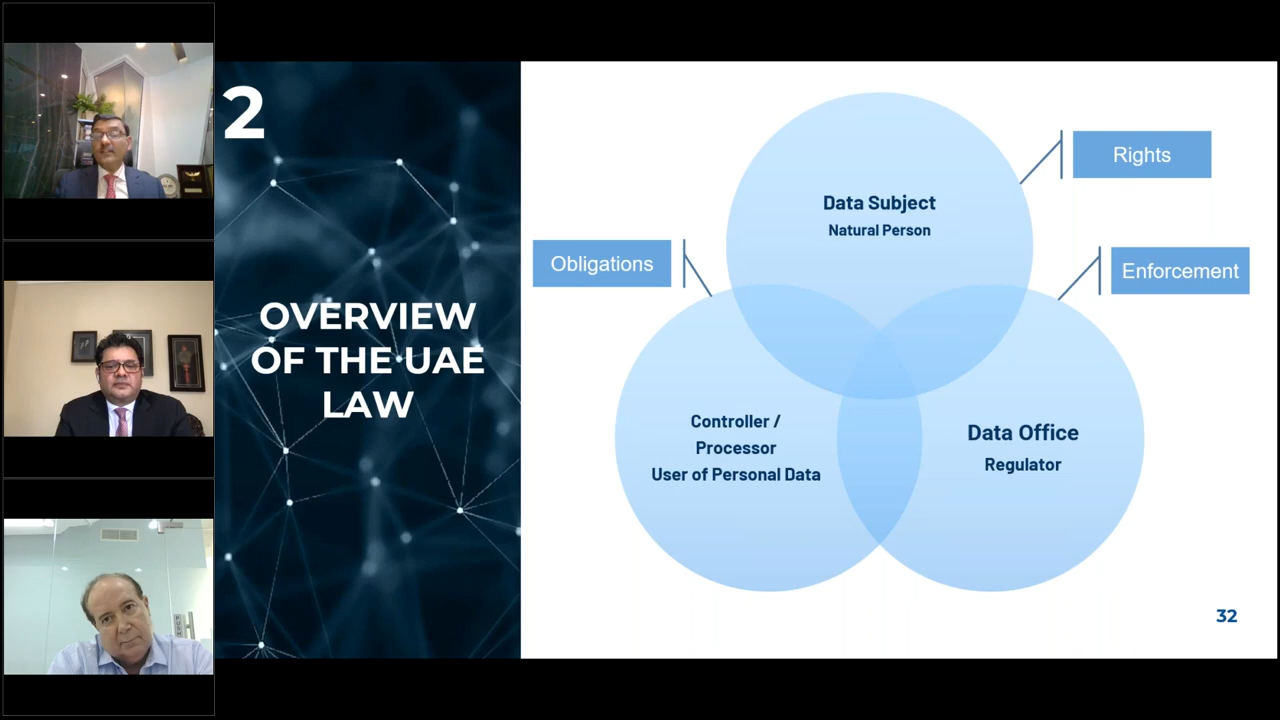 2
OVERVIEW
OF THE UAE
LAW
Data Subject
Natural Person
Rights
Obligations
Enforcement
Controller /
Processor
User of Personal Data
Data Office
Regulator
32